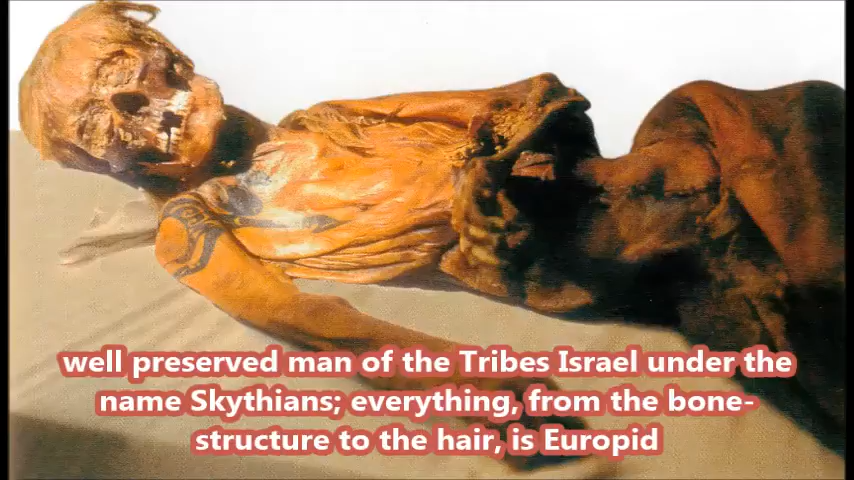 well preserved man of the Tribes Israel under the
name Skythians; everything, from the bone-
structure to the hair, is Europid